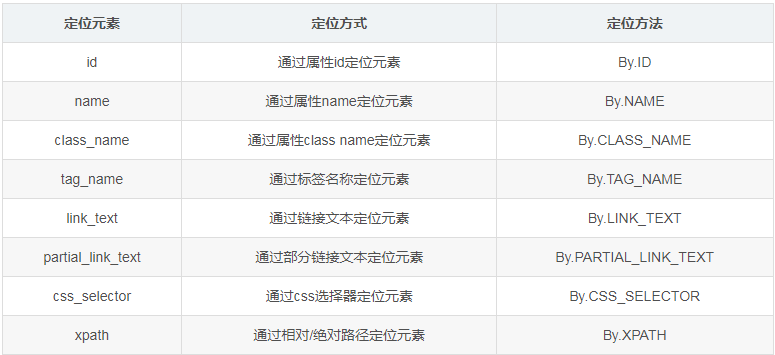 定位元素 定位方式 定位方法
id 通过属性id定位元素 By.ID
name 通过属性name定位元素 By.NAME
class_name 通过属性class name定位元素 By.CLASS_NAME
tag_name 通过标签名称定位元素 By.TAG_NAME
link_text 通过链接文本定位元素 By.LINK_TEXT
partial_link_text 通过部分链接文本定位元素 By.PARTIAL_LINK_TEXT
css_selector 通过css选择器定位元素 By.CSS_SELECTOR
xpath 通过相对/绝对路径定位元素 By.XPATH